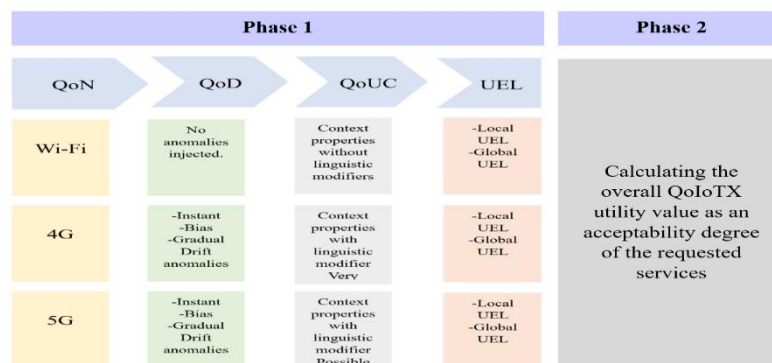 Phase 1
Phase 2
QoN
QoD
QoUC
UEL
Wi-Fi
No
anomalies
injected.
Context
properties
without
linguistic
modifiers
-Local
UEL
-Global
UEL
4G
-Instant
-Bias
-Gradual
Drift
anomalies
Context
properties
with
linguistic
modifier
Very
-Local
UEL
-Global
UEL
5G
-Instant
-Bias
-Gradual
Drift
anomalies
Context
properties
with
linguistic
modifier
Possible
-Local
UEL
-Global
UEL
Calculating the
overall QoIoTX
utility value as an
acceptability degree
of the requested
services